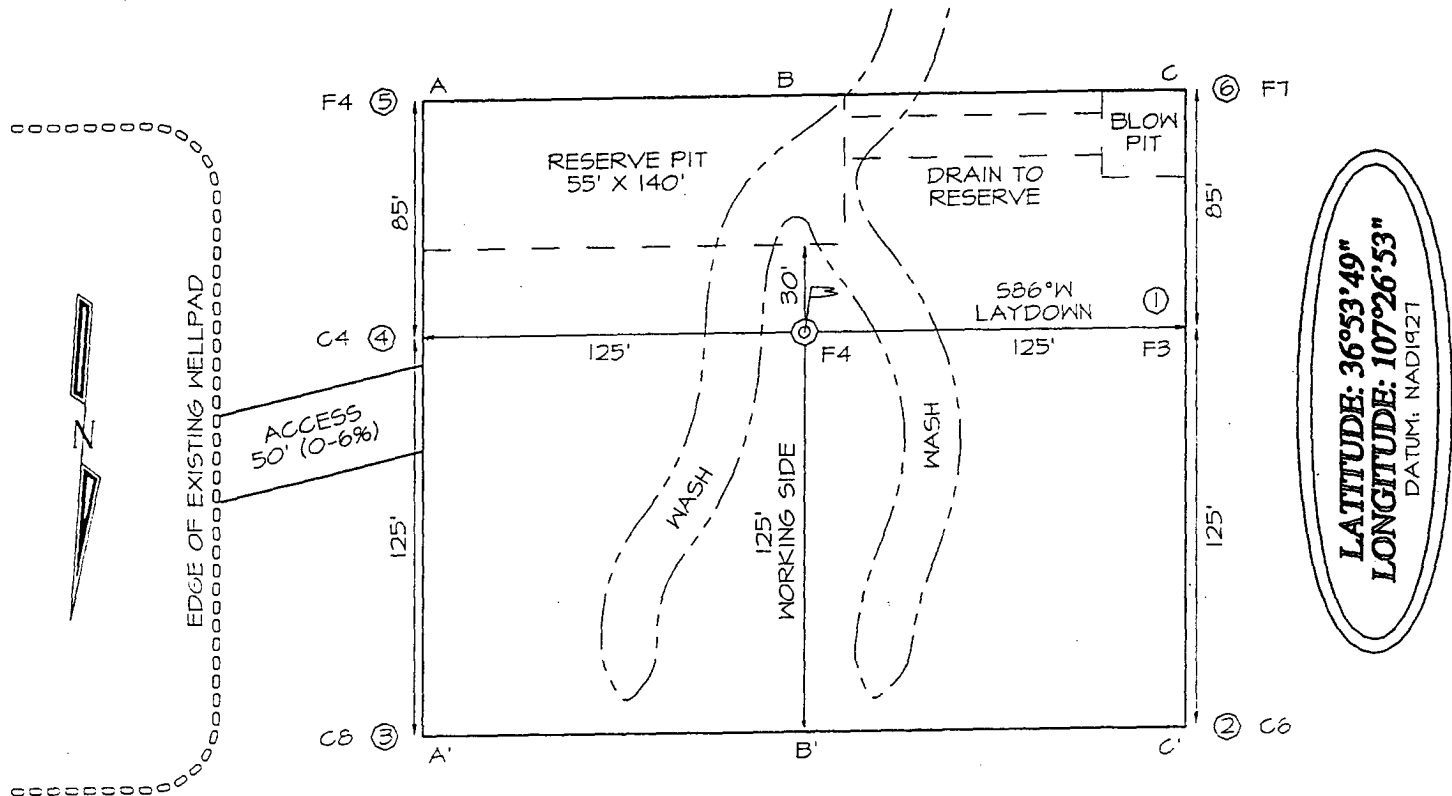 A
B
C
F4 ⑤
⑥ F7
BLOW
PIT
RESERVE PIT
55' X 140'
DRAIN TO
RESERVE
85'
85'
30'
S86°W
LAYDOWN
①
C4 ④
125'
F4
125'
F3
EDGE OF EXISTING WELLPAD
ACCESS
50' (0-6%)
N
WASH
WASH
125'
125'
WORKING SIDE
125'
C8 ③
② C6
A'
B'
C'
LATITUDE: 36°53'49"
LONGITUDE: 107°26'53"
DATUM: NAD1927